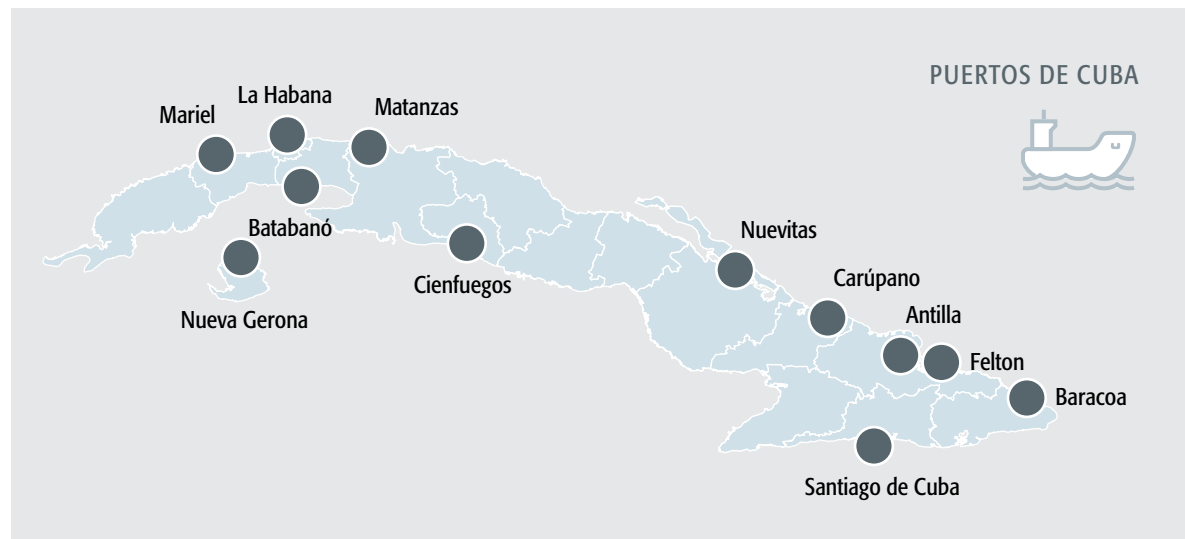 PUERTOS DE CUBA
La Habana
Mariel
Matanzas
Batabanó
Nuevitas
Cienfuegos
Carúpano
Nueva Gerona
Antilla
Felton
Baracoa
Santiago de Cuba